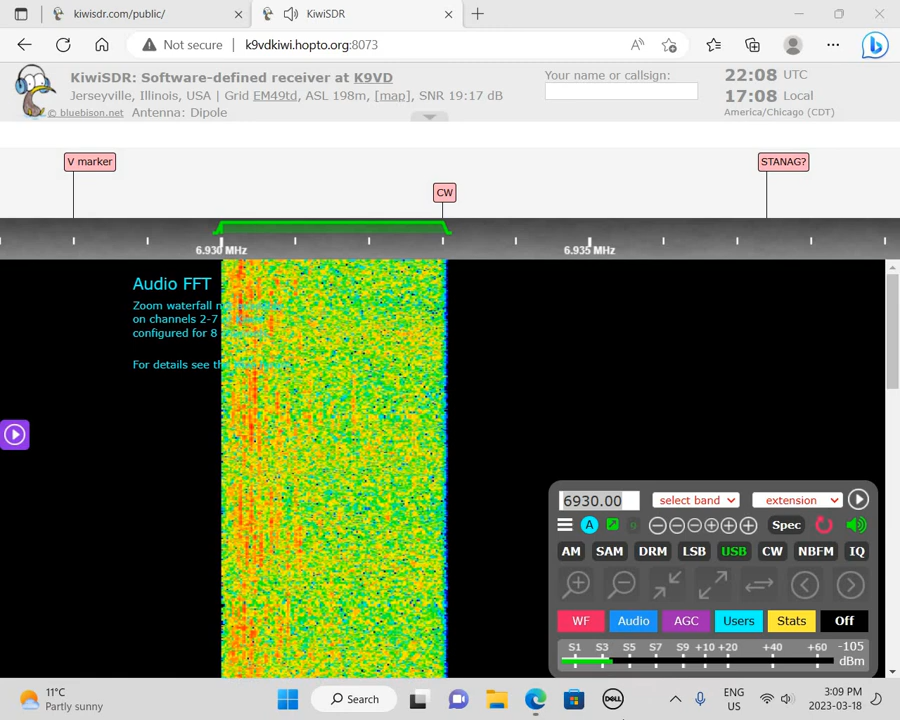 kiwisdr.com/public/
KiwiSDR
Not secure
k9vdkiwi.hopto.org:8073
KiwiSDR: Software-defined receiver at K9VD
Jerseyville, Illinois, USA | Grid EM49td, ASL 198m, [map], SNR 19:17 dB
© bluebison.net Antenna: Dipole
Your name or callsign:
22:08 UTC
17:08 Local
America/Chicago (CDT)
V marker
CW
STANAG?
6.930 MHz
6.935 MHz
Audio FFT
Zoom waterfall
on channels 2-7
configured for 8
For details see the
6930.00
select band
extension
A
Spec
AM SAM DRM LSB USB CW NBFM IQ
WF Audio AGC Users Stats Off
S1 S3 S5 S7 S9 +10 +20 +40 +60 -105
dBm
11°C
Partly sunny
Search
DELL
ENG
US
3:09 PM
2023-03-18